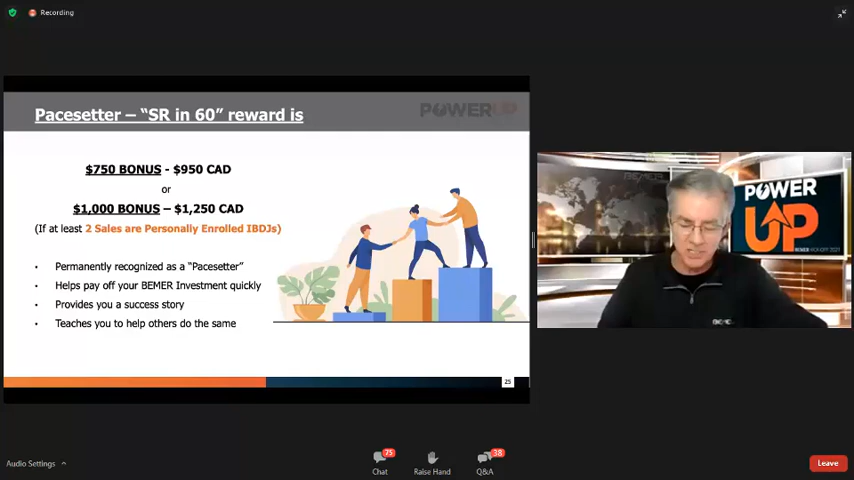 Recording
Pacesetter – “SR in 60” reward is
POWERUP
$750 BONUS - $950 CAD
or
$1,000 BONUS – $1,250 CAD
(If at least 2 Sales are Personally Enrolled IBDJs)
• Permanently recognized as a “Pacesetter”
• Helps pay off your BEMER Investment quickly
• Provides you a success story
• Teaches you to help others do the same
25
POWER
UP
Audio Settings
75
Chat
Raise Hand
38
Q&A
Leave